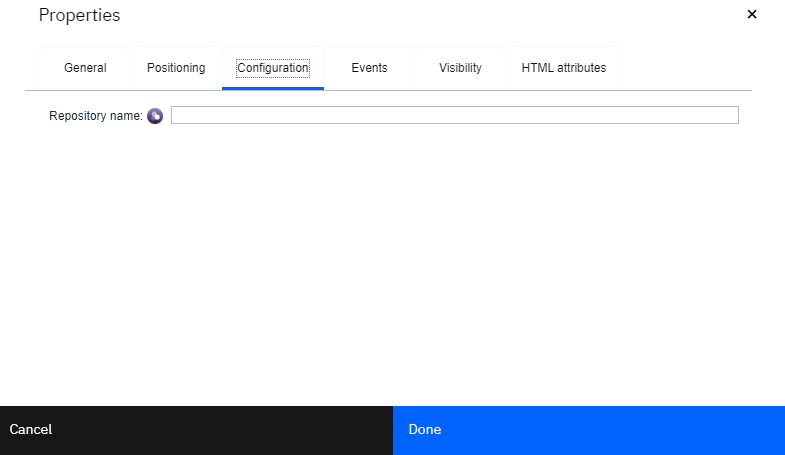 Properties
General Positioning Configuration Events Visibility HTML attributes
Repository name:
Cancel Done